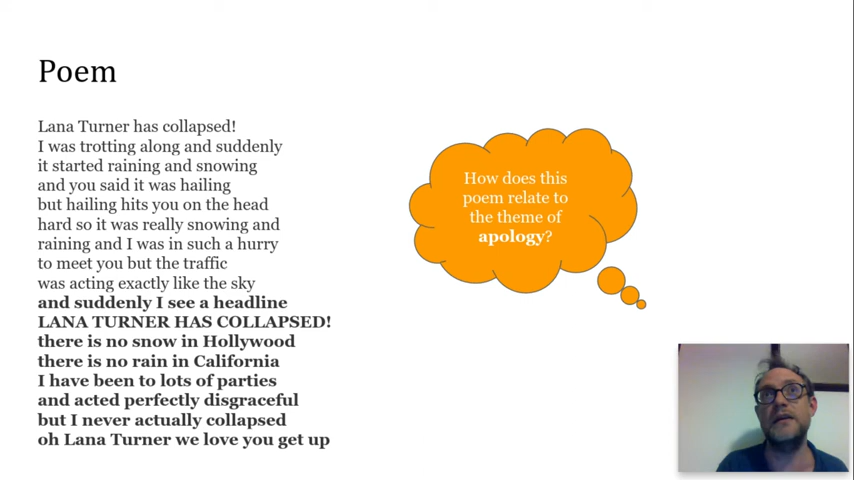 Poem
Lana Turner has collapsed!
I was trotting along and suddenly
it started raining and snowing
and you said it was hailing
but hailing hits you on the head
hard so it was really snowing and
raining and I was in such a hurry
to meet you but the traffic
was acting exactly like the sky
and suddenly I see a headline
LANA TURNER HAS COLLAPSED!
there is no snow in Hollywood
there is no rain in California
I have been to lots of parties
and acted perfectly disgraceful
but I never actually collapsed
oh Lana Turner we love you get up
How does this
poem relate to
the theme of
apology?